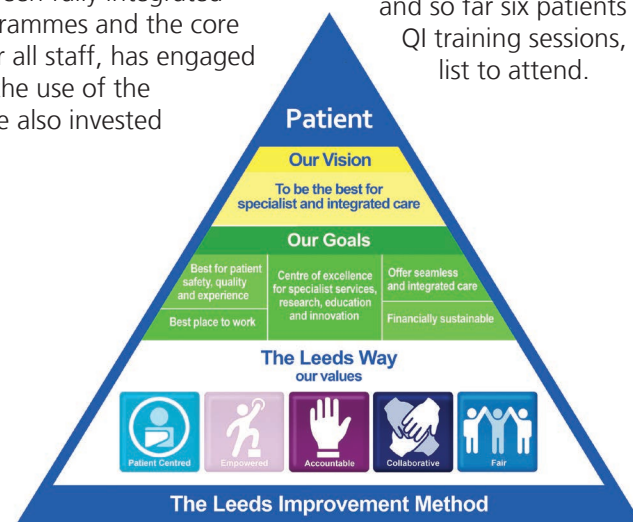 een fully integrated
rammes and the core
r all staff, has engaged
he use of the
e also invested
and so far six patients
QI training sessions,
list to attend.
Patient
Our Vision
To be the best for
specialist and integrated care
Our Goals
Best for patient
safety, quality
and experience
Best place to work
Centre of excellence
for specialist services,
research, education
and innovation
Offer seamless
and integrated care
Financially sustainable
The Leeds Way
our values
Patient Centred
Empowered
Accountable
Collaborative
Fair
The Leeds Improvement Method